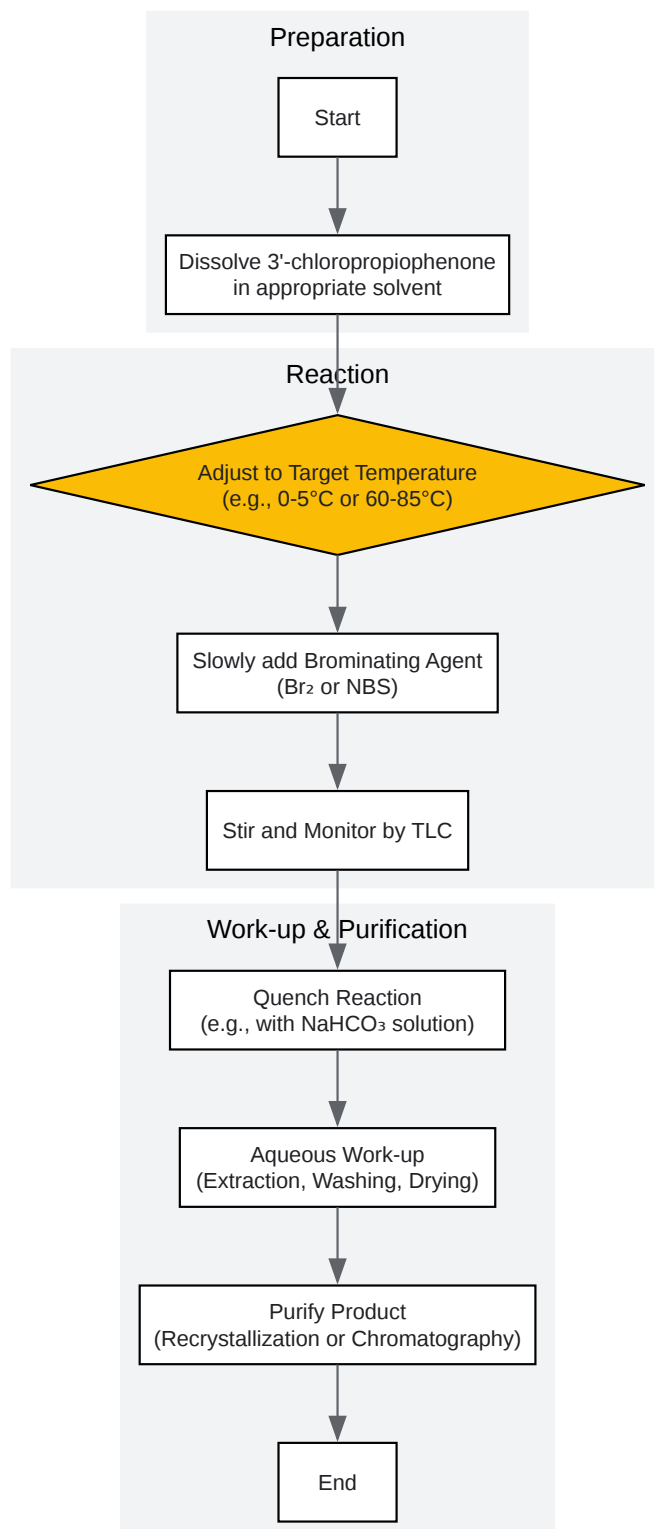 Preparation
Start
Dissolve 3'-chloropropiophenone
in appropriate solvent
Reaction
Adjust to Target Temperature
(e.g., 0-5°C or 60-85°C)
Slowly add Brominating Agent
(Br₂ or NBS)
Stir and Monitor by TLC
Work-up & Purification
Quench Reaction
(e.g., with NaHCO₃ solution)
Aqueous Work-up
(Extraction, Washing, Drying)
Purify Product
(Recrystallization or Chromatography)
End